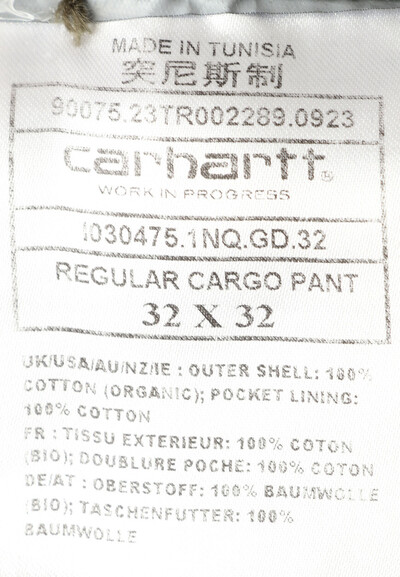 MADE IN TUNISIA
突尼斯制
90075.23TR002289.0923
carhartt®
WORK IN PROGRESS
I030475.1NQ.GD.32
REGULAR CARGO PANT
32 X 32
UK/USA/AU/NZ/IE : OUTER SHELL: 100%
COTTON (ORGANIC); POCKET LINING:
100% COTTON
FR : TISSU EXTERIEUR: 100% COTON
(BIO); DOUBLURE POCHE: 100% COTON
DE/AT : OBERSTOFF: 100% BAUMWOLLE
(BIO); TASCHENFUTTER: 100%
BAUMWOLLE